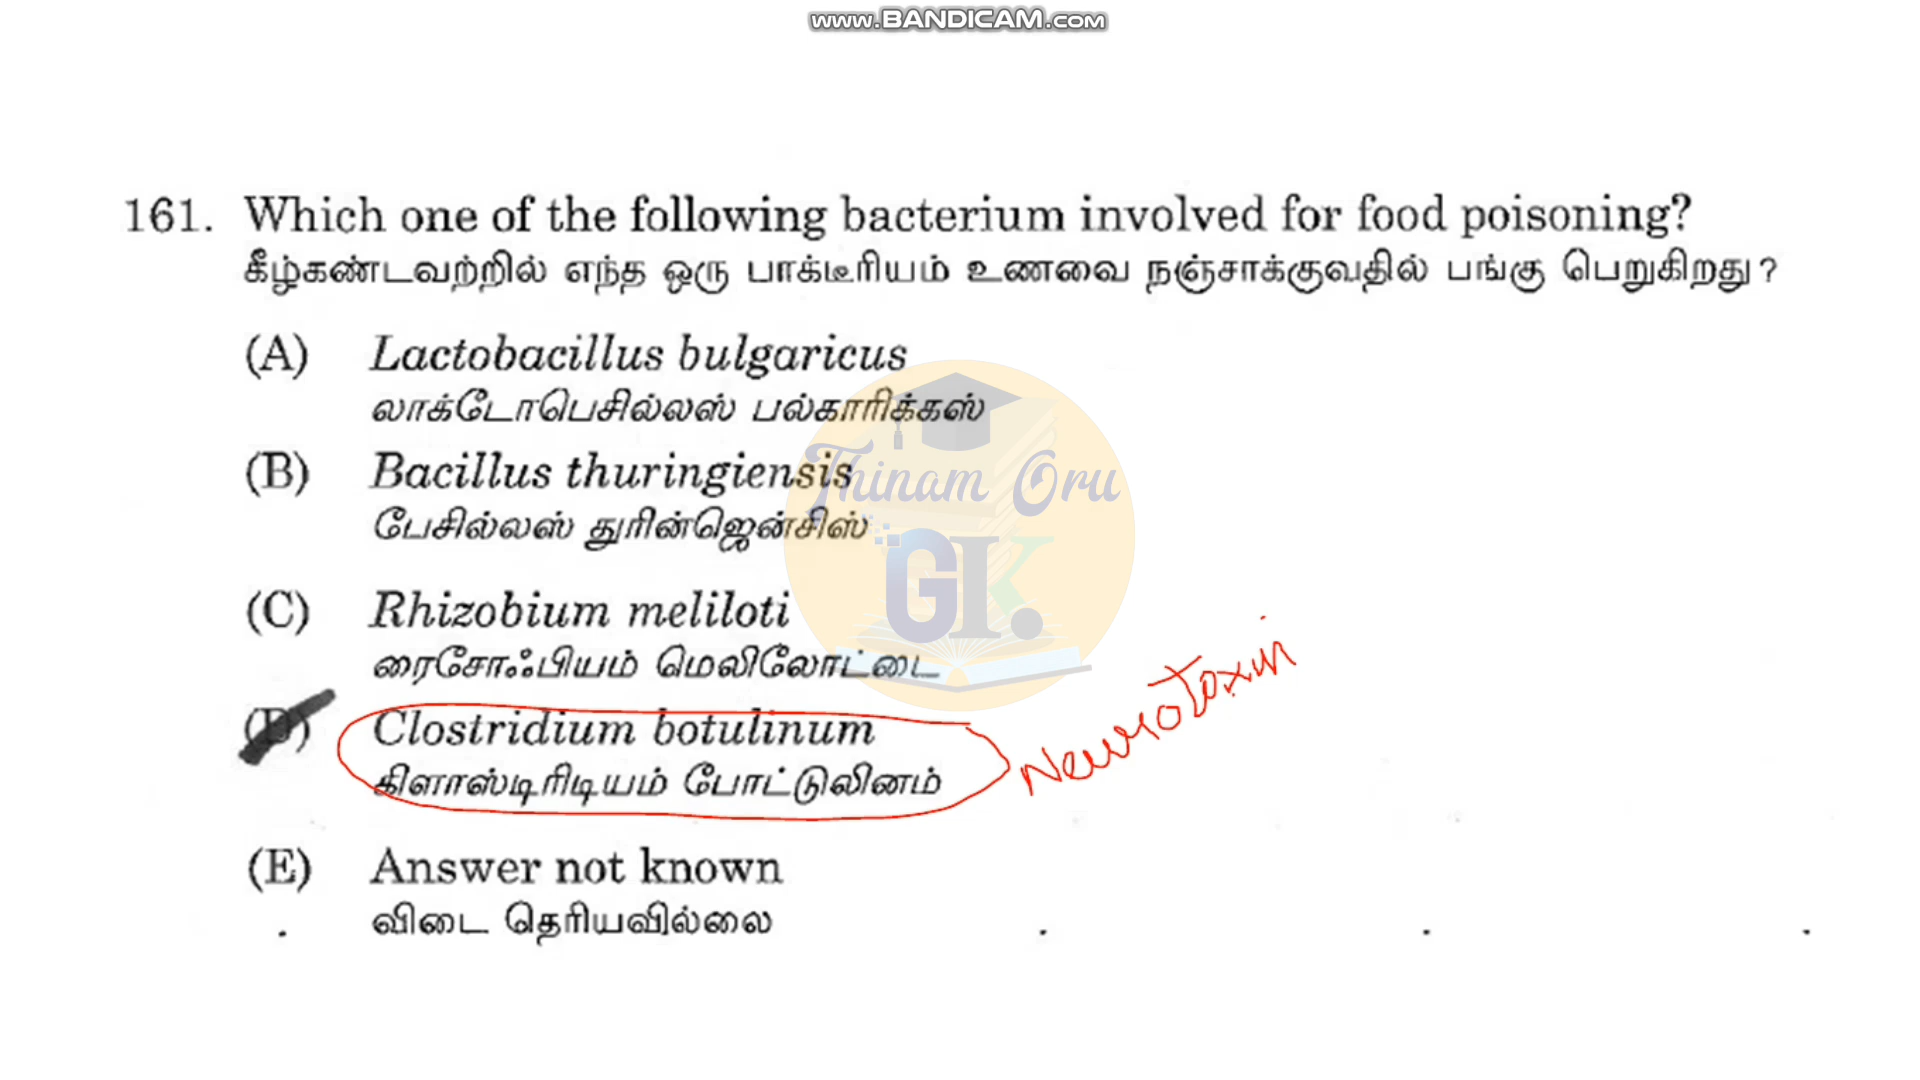 www.BANDICAM.com
161. Which one of the following bacterium involved for food poisoning?
கீழ்கண்டவற்றில் எந்த ஒரு பாக்டீரியம் உணவை நஞ்சாக்குவதில் பங்கு பெறுகிறது ?
(A) Lactobacillus bulgaricus
லாக்டோபெசில்லஸ் பல்காரிக்கஸ்
(B) Bacillus thuringiensis
பேசில்லஸ் துரின்ஜென்சிஸ்
Thinam Oru
GK.
(C) Rhizobium meliloti
ரைசோஃபியம் மெலிலோட்டை
(D) Clostridium botulinum
கிளாஸ்டிரிடியம் போட்டுலினம்
Neurotoxin
(E) Answer not known
விடை தெரியவில்லை